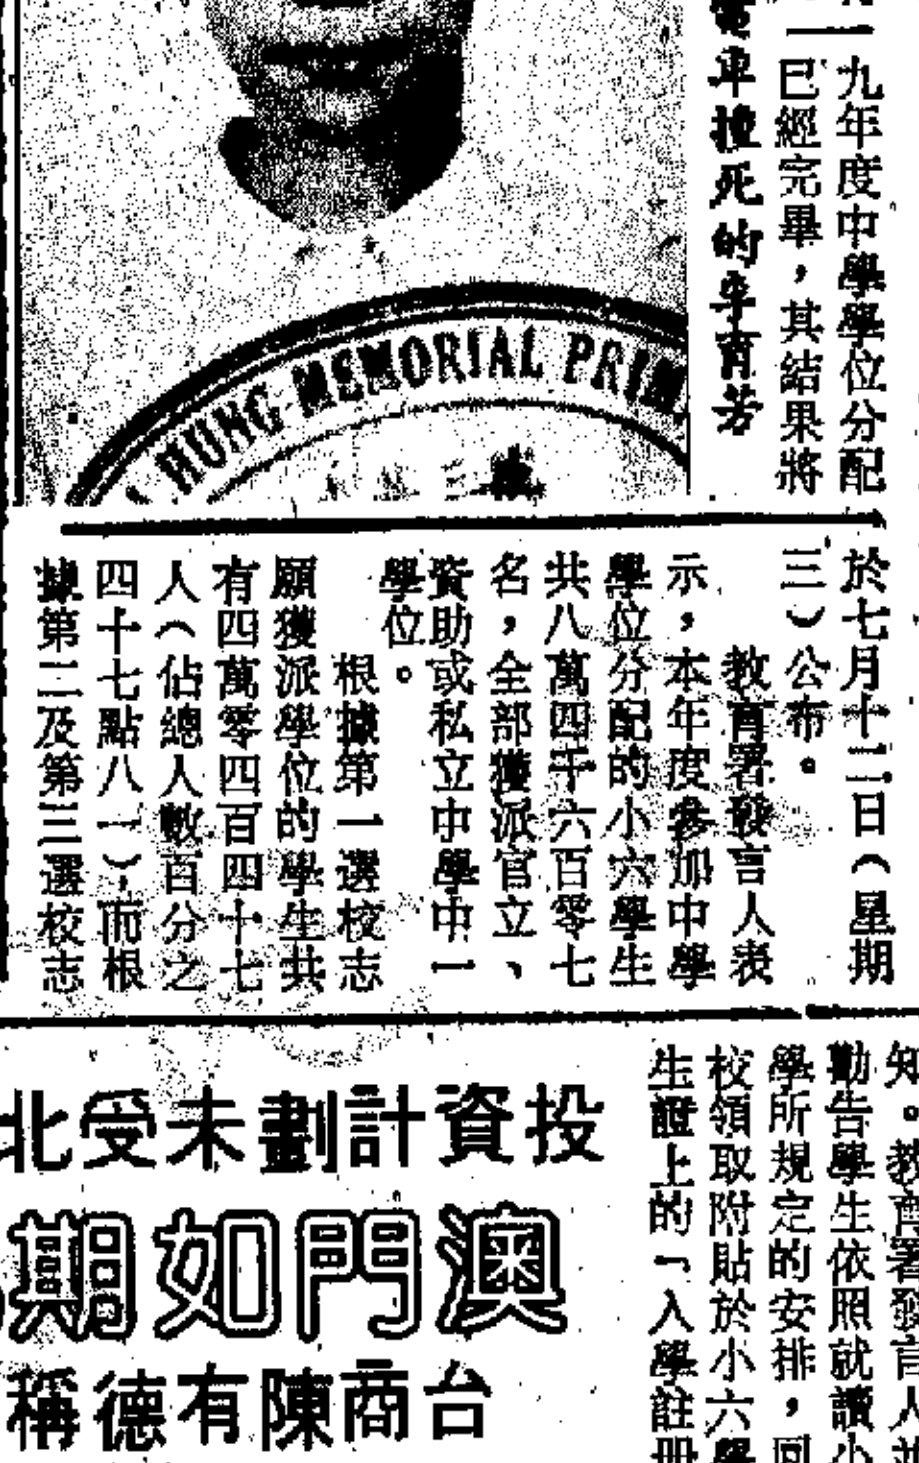 九年度中學學位分配
已經完畢，其結果將
電車撞死的李育芳
HUNG MEMORIAL PRIM
於七月十二日（星期
三）公布。
教育署發言人表
示，本年度參加中學
學位分配的小六學生
共八萬四千六百零七
名，全部獲派官立、
資助或私立中學中一
學位。
根據第一選校志
願獲派學位的學生共
有四萬零四百四十七
人（佔總人數百分之
四十七點八一），而根
據第二及第三選校志
知。教育署發言人並
勸告學生依照就讀小
學所規定的安排，回
校領取附貼於小六學
生證上的「入學註冊
投資計劃未受北
澳門如期
台商陳有德稱